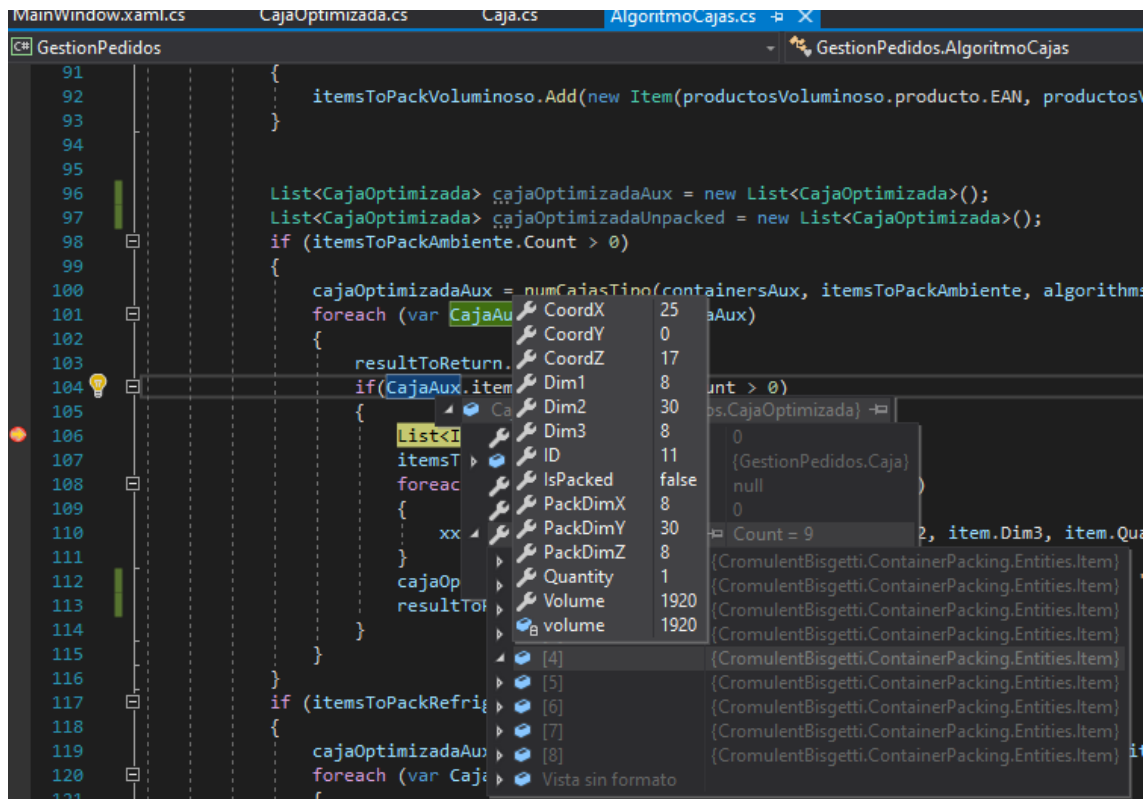 MainWindow.xaml.cs CajaOptimizada.cs Caja.cs AlgoritmoCajas.cs
C# GestionPedidos GestionPedidos.AlgoritmoCajas
91 {
92 itemsToPackVoluminoso.Add(new Item(productosVoluminoso.producto.EAN, productosV
93 }
94
95
96 List<CajaOptimizada> cajaOptimizadaAux = new List<CajaOptimizada>();
97 List<CajaOptimizada> cajaOptimizadaUnpacked = new List<CajaOptimizada>();
98 if (itemsToPackAmbiente.Count > 0)
99 {
100 cajaOptimizadaAux = numCajasTipo(containersAux, itemsToPackAmbiente, algorithms
101 foreach (var CajaAu aAux)
102 {
103 resultToReturn.
104 if(CajaAux.item unt > 0)
105 {
106 List<I
107 itemsT
108 foreac )
109 {
110 xx 2, item.Dim3, item.Qua
111 }
112 cajaOp
113 resultToR
114 }
115 }
116 }
117 if (itemsToPackRefrig
118 {
119 cajaOptimizadaAux it
120 foreach (var Caja
121 {
CoordX 25
CoordY 0
CoordZ 17
Dim1 8
Dim2 30
Dim3 8
ID 11
IsPacked false
PackDimX 8
PackDimY 30
PackDimZ 8
Quantity 1
Volume 1920
volume 1920
Ca os.CajaOptimizada}
0
{GestionPedidos.Caja}
null
0
Count = 9
{CromulentBisgetti.ContainerPacking.Entities.Item}
{CromulentBisgetti.ContainerPacking.Entities.Item}
{CromulentBisgetti.ContainerPacking.Entities.Item}
{CromulentBisgetti.ContainerPacking.Entities.Item}
[4] {CromulentBisgetti.ContainerPacking.Entities.Item}
[5] {CromulentBisgetti.ContainerPacking.Entities.Item}
[6] {CromulentBisgetti.ContainerPacking.Entities.Item}
[7] {CromulentBisgetti.ContainerPacking.Entities.Item}
[8] {CromulentBisgetti.ContainerPacking.Entities.Item}
Vista sin formato